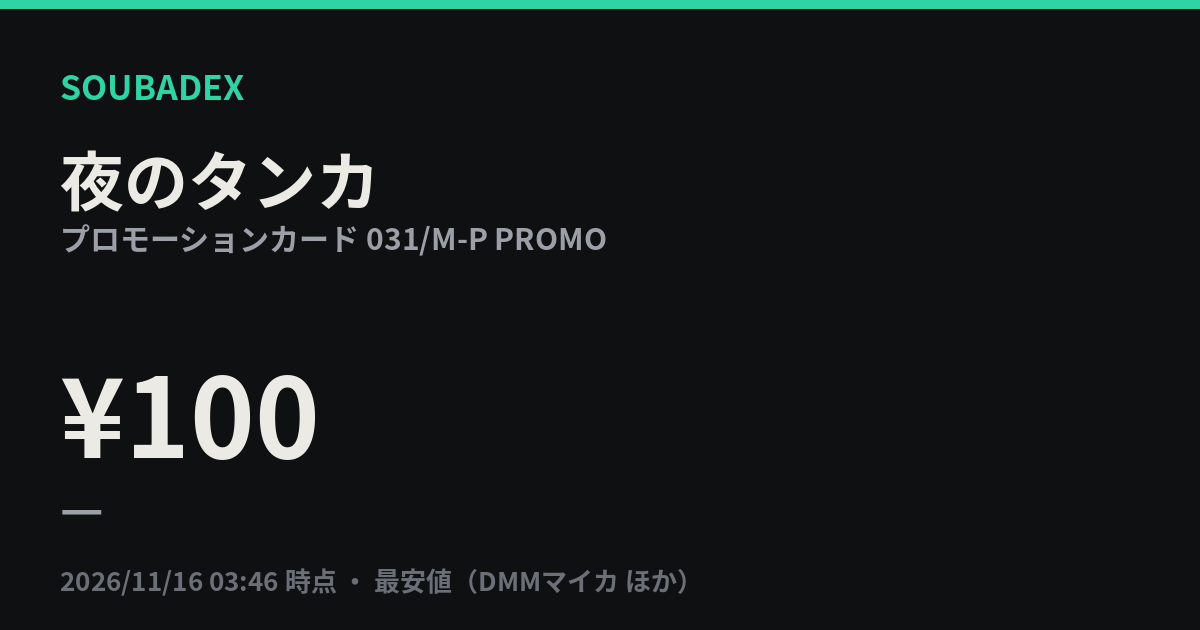 SOUBADEX
夜のタンカ
プロモーションカード 031/M-P PROMO
¥100
—
2026/11/16 03:46 時点 ・ 最安値（DMMマイカ ほか）